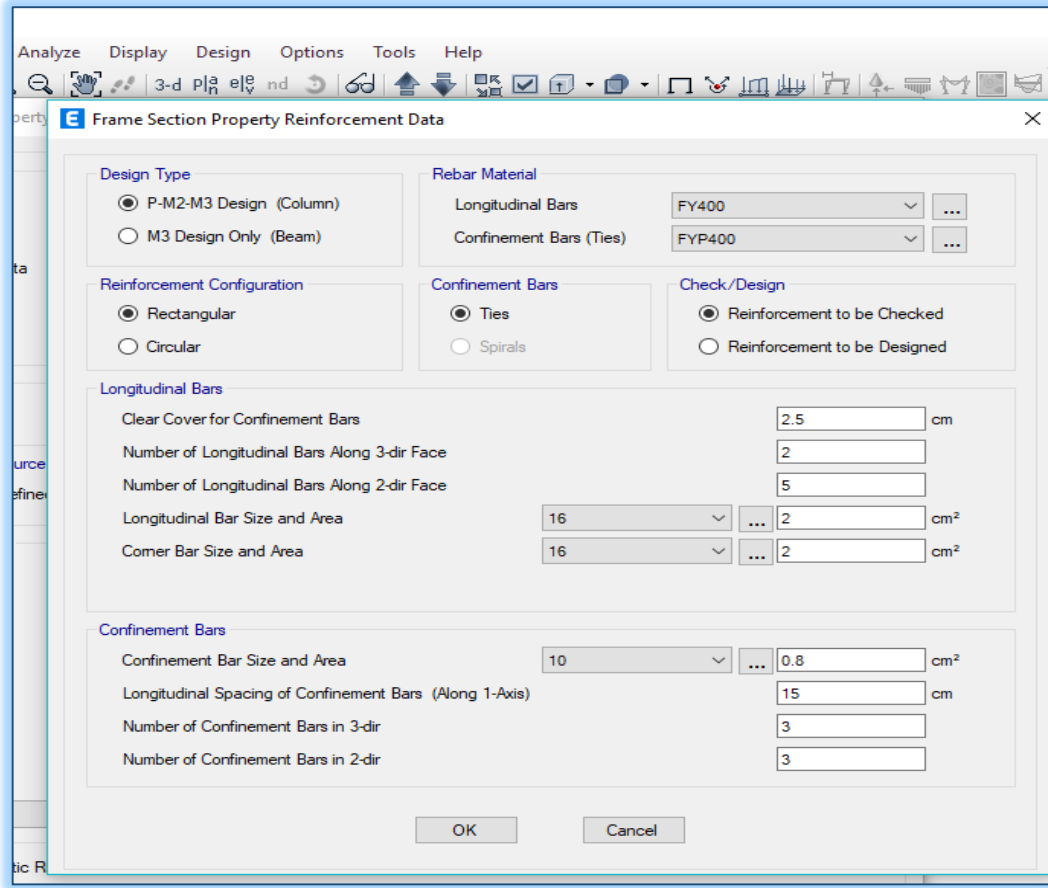 Analyze Display Design Options Tools Help
3-d
nd
E Frame Section Property Reinforcement Data
Design Type
P-M2-M3 Design (Column)
M3 Design Only (Beam)
Rebar Material
Longitudinal Bars FY400 ...
Confinement Bars (Ties) FYP400 ...
Reinforcement Configuration
Rectangular
Circular
Confinement Bars
Ties
Spirals
Check/Design
Reinforcement to be Checked
Reinforcement to be Designed
Longitudinal Bars
Clear Cover for Confinement Bars 2.5 cm
Number of Longitudinal Bars Along 3-dir Face 2
Number of Longitudinal Bars Along 2-dir Face 5
Longitudinal Bar Size and Area 16 ... 2 cm²
Corner Bar Size and Area 16 ... 2 cm²
Confinement Bars
Confinement Bar Size and Area 10 ... 0.8 cm²
Longitudinal Spacing of Confinement Bars (Along 1-Axis) 15 cm
Number of Confinement Bars in 3-dir 3
Number of Confinement Bars in 2-dir 3
OK Cancel